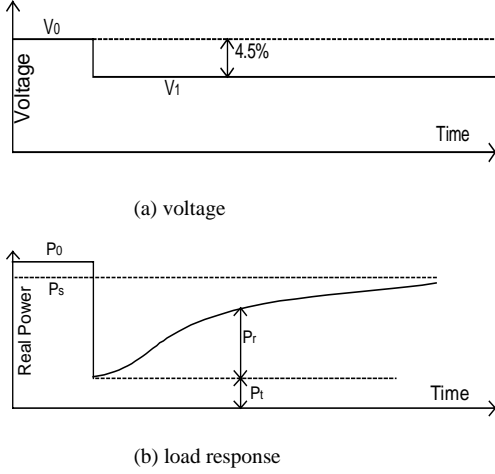 V0
4.5%
V1
Voltage
Time
(a) voltage
P0
Ps
Real Power
Pr
Pt
Time
(b) load response